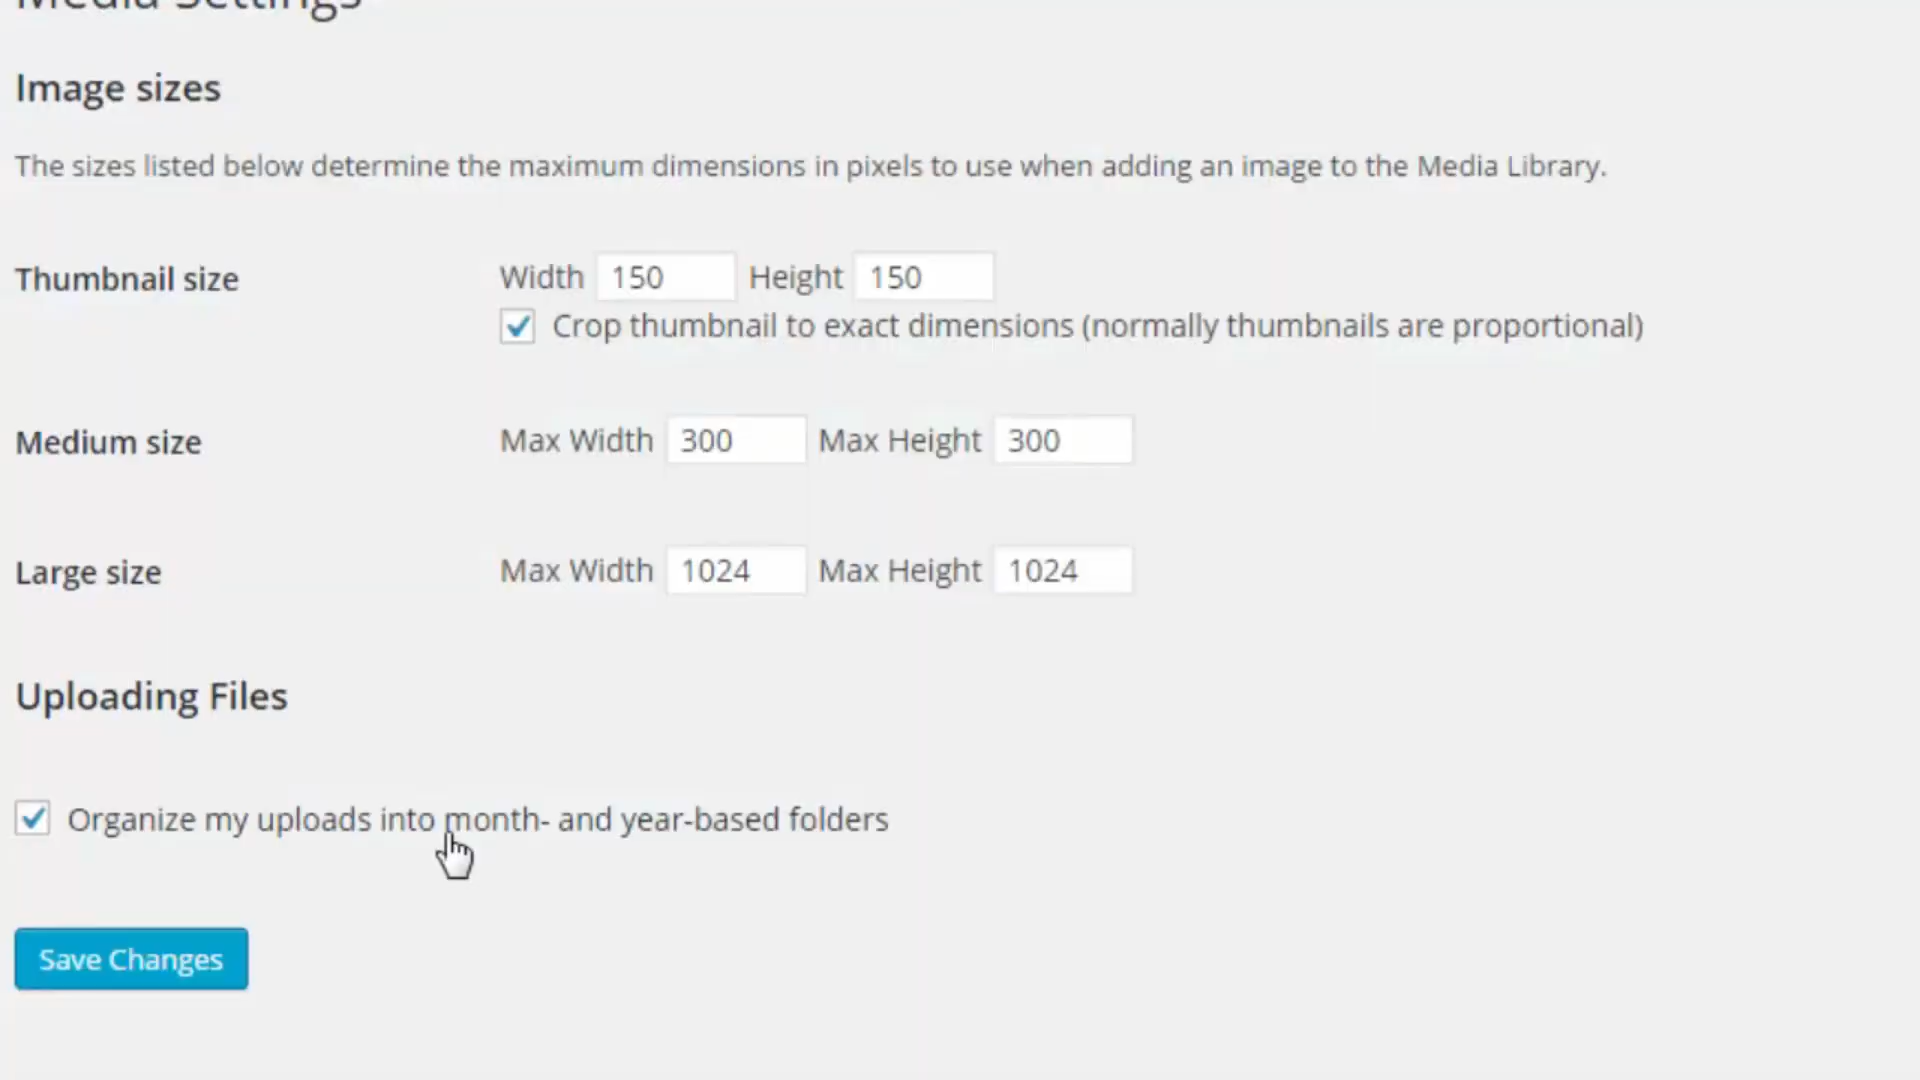 Media Settings
Image sizes
The sizes listed below determine the maximum dimensions in pixels to use when adding an image to the Media Library.
Thumbnail size Width 150 Height 150
Crop thumbnail to exact dimensions (normally thumbnails are proportional)
Medium size Max Width 300 Max Height 300
Large size Max Width 1024 Max Height 1024
Uploading Files
Organize my uploads into month- and year-based folders
Save Changes